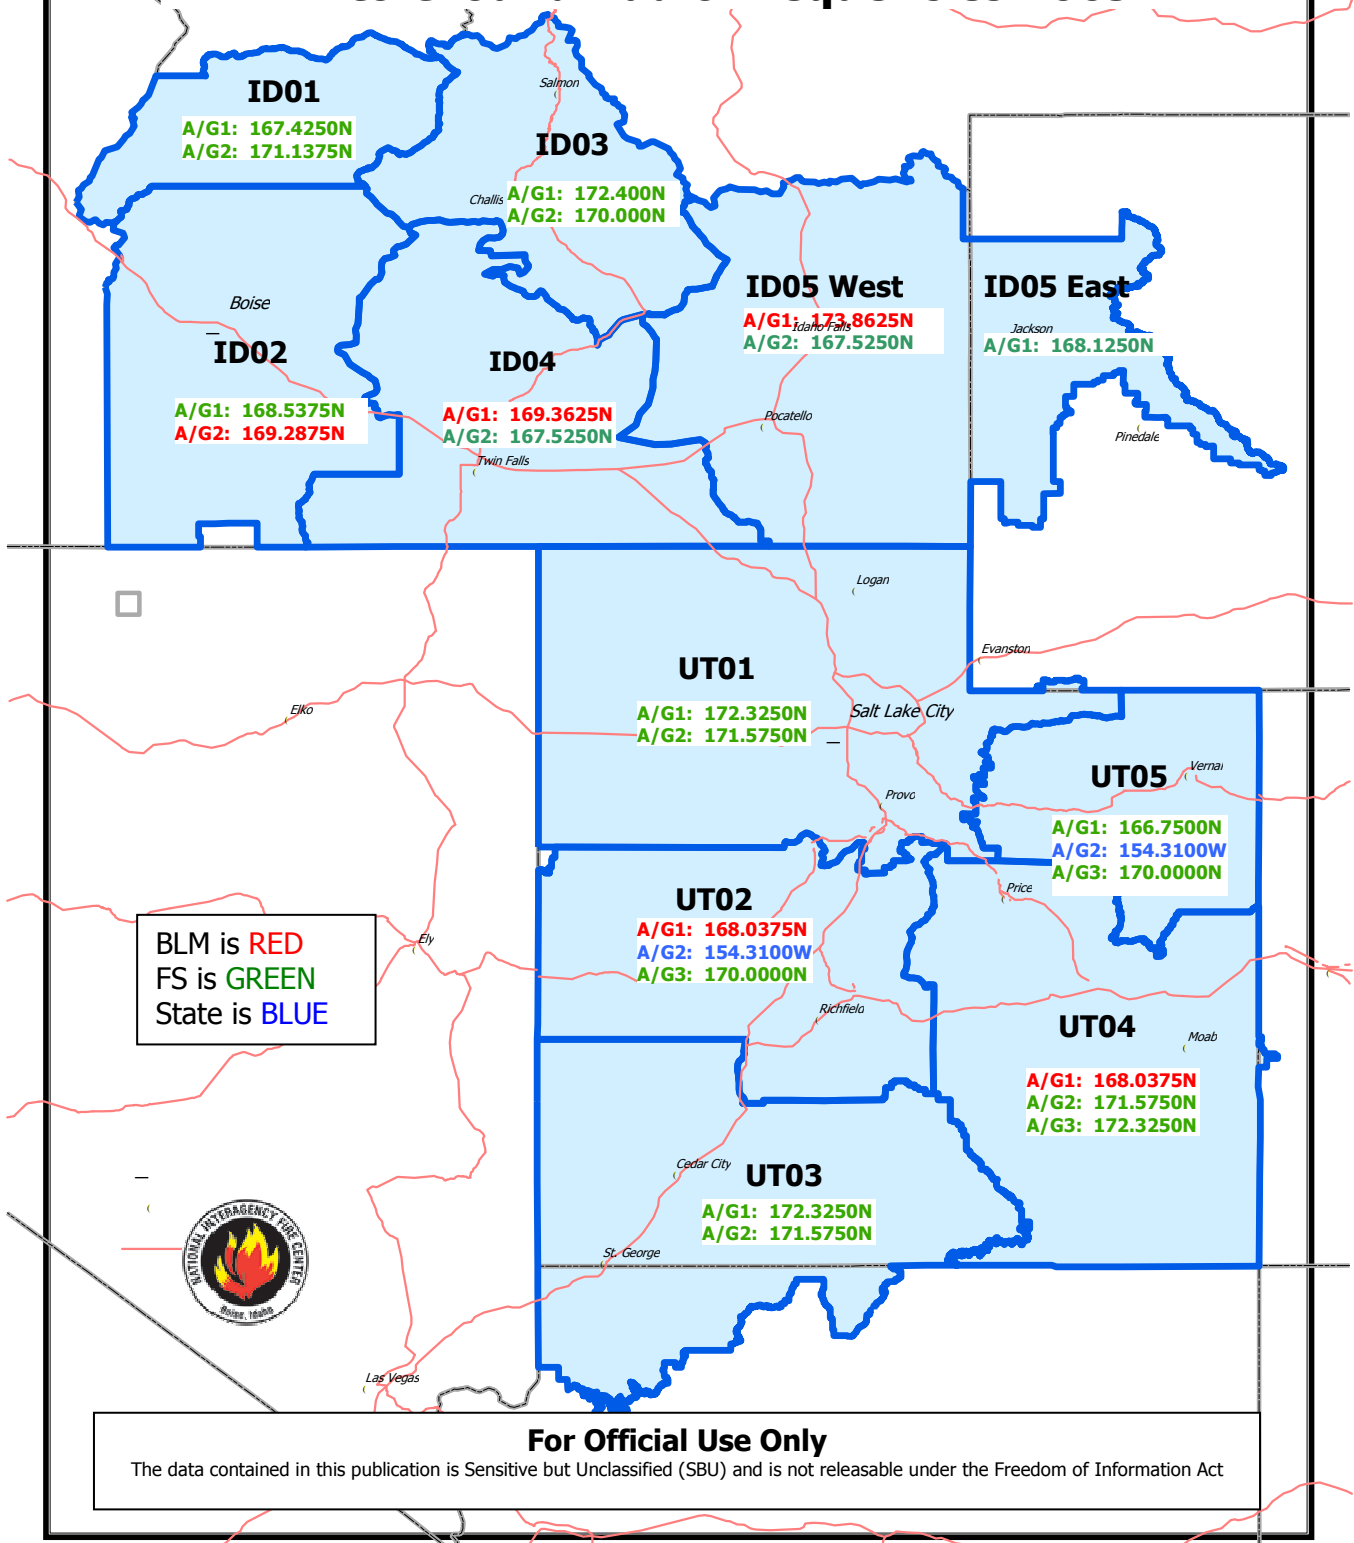 ID01
A/G1: 167.4250N
A/G2: 171.1375N
Salmon
ID03
Challis
A/G1: 172.400N
A/G2: 170.000N
ID05 West
A/G1: 173.8625N
Idaho Falls
A/G2: 167.5250N
ID05 East
Jackson
A/G1: 168.1250N
Boise
ID02
A/G1: 168.5375N
A/G2: 169.2875N
ID04
A/G1: 169.3625N
A/G2: 167.5250N
Twin Falls
Pocatello
Pinedale
Logan
Evanston
UT01
A/G1: 172.3250N
A/G2: 171.5750N
Salt Lake City
Elko
Provo
UT05
Vernal
A/G1: 166.7500N
A/G2: 154.3100W
A/G3: 170.0000N
Price
UT02
A/G1: 168.0375N
A/G2: 154.3100W
A/G3: 170.0000N
Ely
BLM is RED
FS is GREEN
State is BLUE
Richfield
UT04
Moab
A/G1: 168.0375N
A/G2: 171.5750N
A/G3: 172.3250N
Cedar City
UT03
A/G1: 172.3250N
A/G2: 171.5750N
St. George
NATIONAL INTERAGENCY FIRE CENTER
Boise, Idaho
Las Vegas
For Official Use Only
The data contained in this publication is Sensitive but Unclassified (SBU) and is not releasable under the Freedom of Information Act